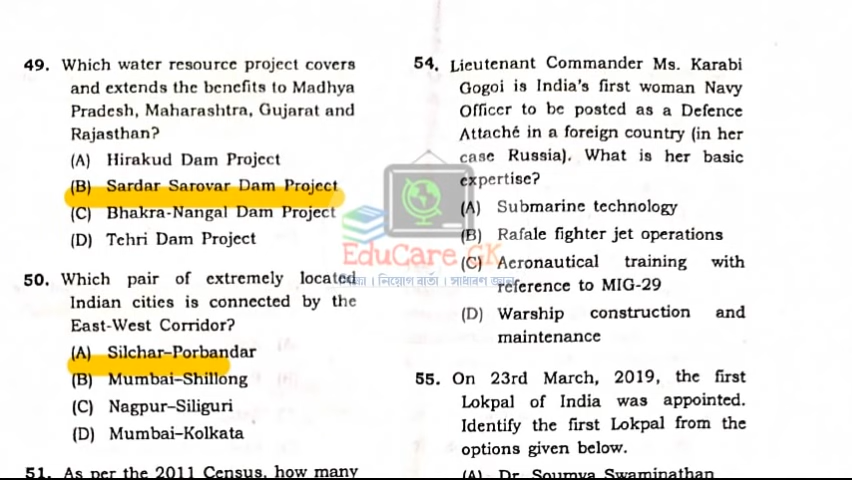 49. Which water resource project covers
and extends the benefits to Madhya
Pradesh, Maharashtra, Gujarat and
Rajasthan?
(A) Hirakud Dam Project
(B) Sardar Sarovar Dam Project
(C) Bhakra-Nangal Dam Project
(D) Tehri Dam Project
50. Which pair of extremely located
Indian cities is connected by the
East-West Corridor?
(A) Silchar–Porbandar
(B) Mumbai–Shillong
(C) Nagpur–Siliguri
(D) Mumbai–Kolkata
51. As per the 2011 Census, how many
54. Lieutenant Commander Ms. Karabi
Gogoi is India's first woman Navy
Officer to be posted as a Defence
Attaché in a foreign country (in her
case Russia). What is her basic
expertise?
(A) Submarine technology
(B) Rafale fighter jet operations
(C) Aeronautical training with
reference to MIG-29
(D) Warship construction and
maintenance
55. On 23rd March, 2019, the first
Lokpal of India was appointed.
Identify the first Lokpal from the
options given below.
(A) Dr. Soumya Swaminathan
EduCare GK
নিয়োগ বার্তা | সাধারণ জ্ঞান